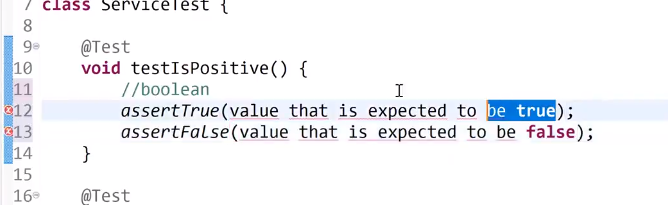 7 class ServiceTest {
8
9 @Test
10 void testIsPositive() {
11 //boolean
12 assertTrue(value that is expected to be true);
13 assertFalse(value that is expected to be false);
14 }
15
16 @Test